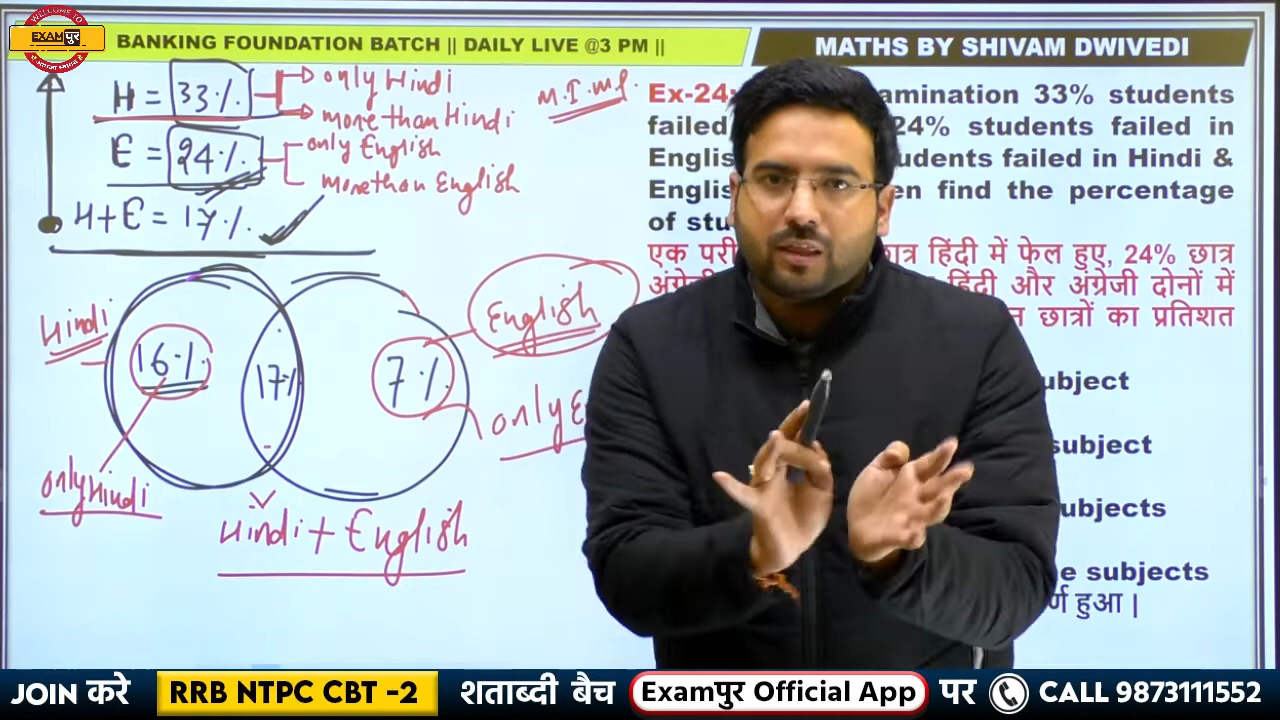 WELCOME TO
EXAMपुर
BANKING FOUNDATION BATCH || DAILY LIVE @3 PM ||
MATHS BY SHIVAM DWIVEDI
H = 33%
only Hindi
more than Hindi
E = 24%
only English
more than English
H+E = 17%
Hindi
16%
17%
7%
English
only Hindi
only E
Hindi + English
Ex-24: amination 33% students
failed 24% students failed in
Englis udents failed in Hindi &
Englis en find the percentage
of stu
एक परी ात्र हिंदी में फेल हुए, 24% छात्र
हिंदी और अंग्रेजी दोनों में
न छात्रों का प्रतिशत
ubject
subject
ubjects
e subjects
र्ण हुआ |
JOIN करे RRB NTPC CBT -2 शताब्दी बैच Examपुर Official App पर CALL 9873111552